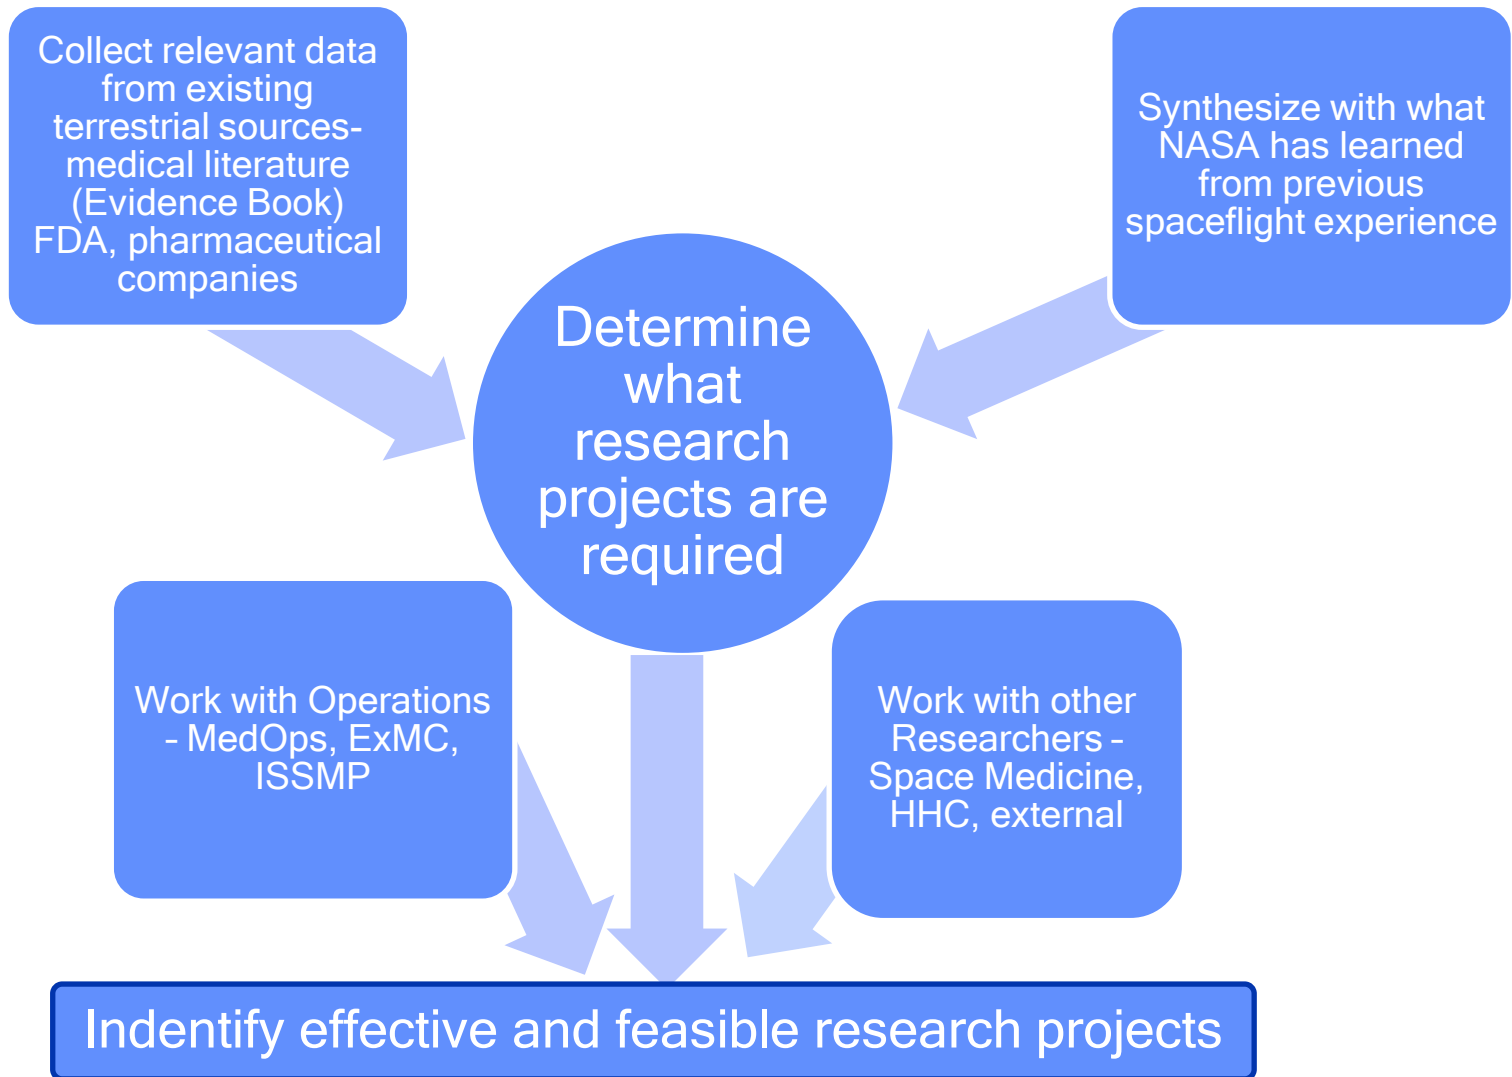 Collect relevant data
from existing
terrestrial sources-
medical literature
(Evidence Book)
FDA, pharmaceutical
companies
Synthesize with what
NASA has learned
from previous
spaceflight experience
Determine
what
research
projects are
required
Work with Operations
- MedOps, ExMC,
ISSMP
Work with other
Researchers -
Space Medicine,
HHC, external
Indentify effective and feasible research projects